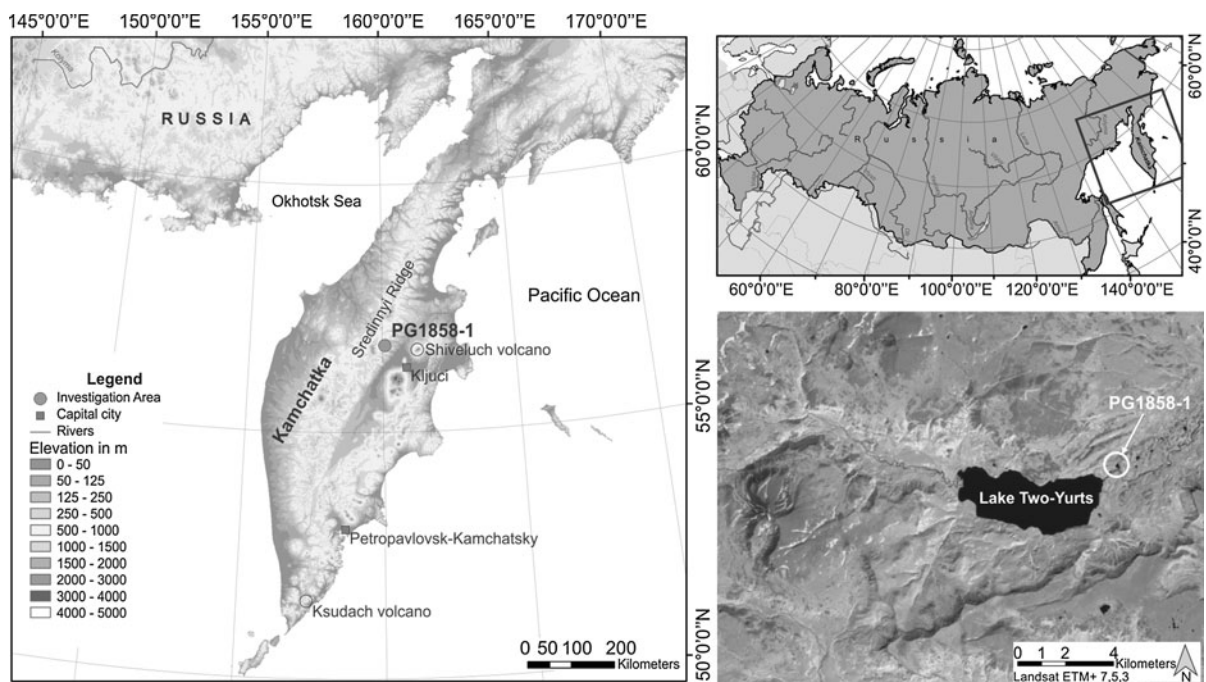 145°0'0"E 150°0'0"E 155°0'0"E 160°0'0"E 165°0'0"E 170°0'0"E
RUSSIA
Okhotsk Sea
Pacific Ocean
Sredinnyi Ridge
PG1858-1
Shiveluch volcano
Kljuci
Kamchatka
Petropavlovsk-Kamchatsky
Ksudach volcano
60°0'0"N
55°0'0"N
50°0'0"N
Legend
Investigation Area
Capital city
Rivers
Elevation in m
0 - 50
50 - 125
125 - 250
250 - 500
500 - 1000
1000 - 1500
1500 - 2000
2000 - 3000
3000 - 4000
4000 - 5000
0 50 100 200
Kilometers
Russia
60°0'0"N
40°0'0"N
60°0'0"E 80°0'0"E 100°0'0"E 120°0'0"E 140°0'0"E
PG1858-1
Lake Two-Yurts
0 1 2 4
Kilometers
Landsat ETM+ 7,5,3
N